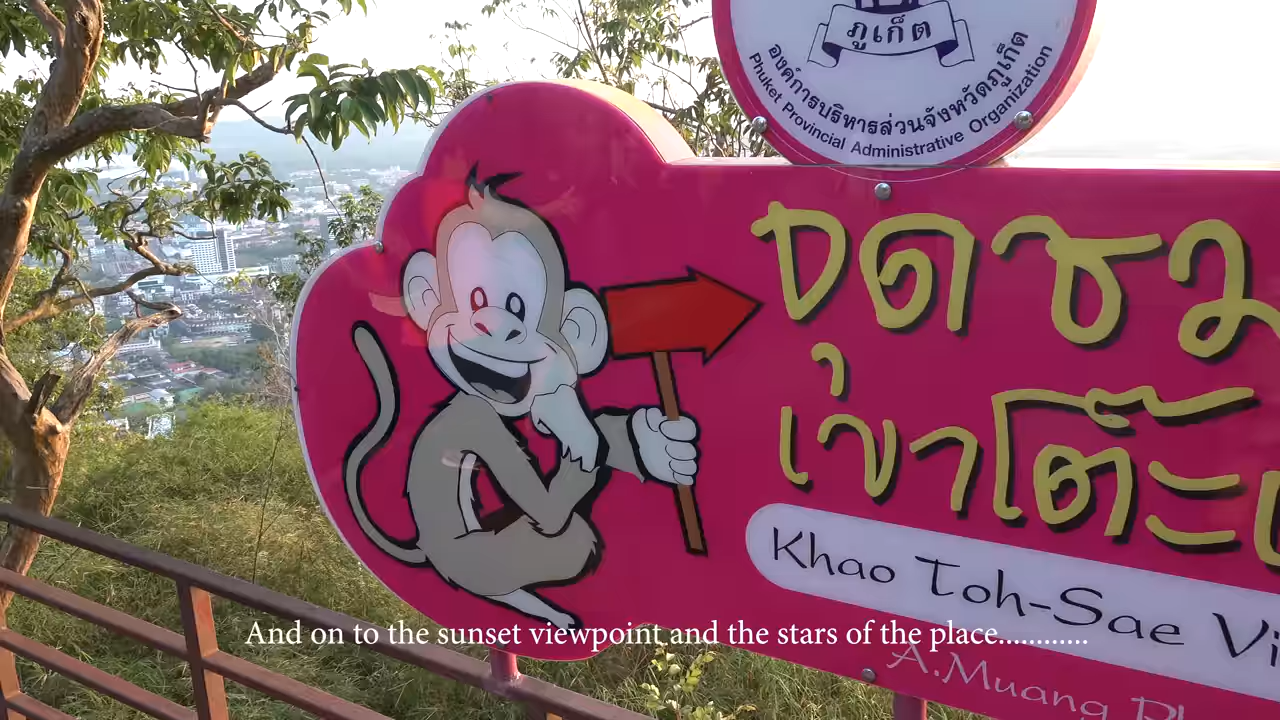 ภูเก็ต
องค์การบริหารส่วนจังหวัดภูเก็ต
Phuket Provincial Administrative Organization
จุดชม
เขาโต๊ะ
Khao Toh-Sae
A.Muang
And on to the sunset viewpoint and the stars of the place............